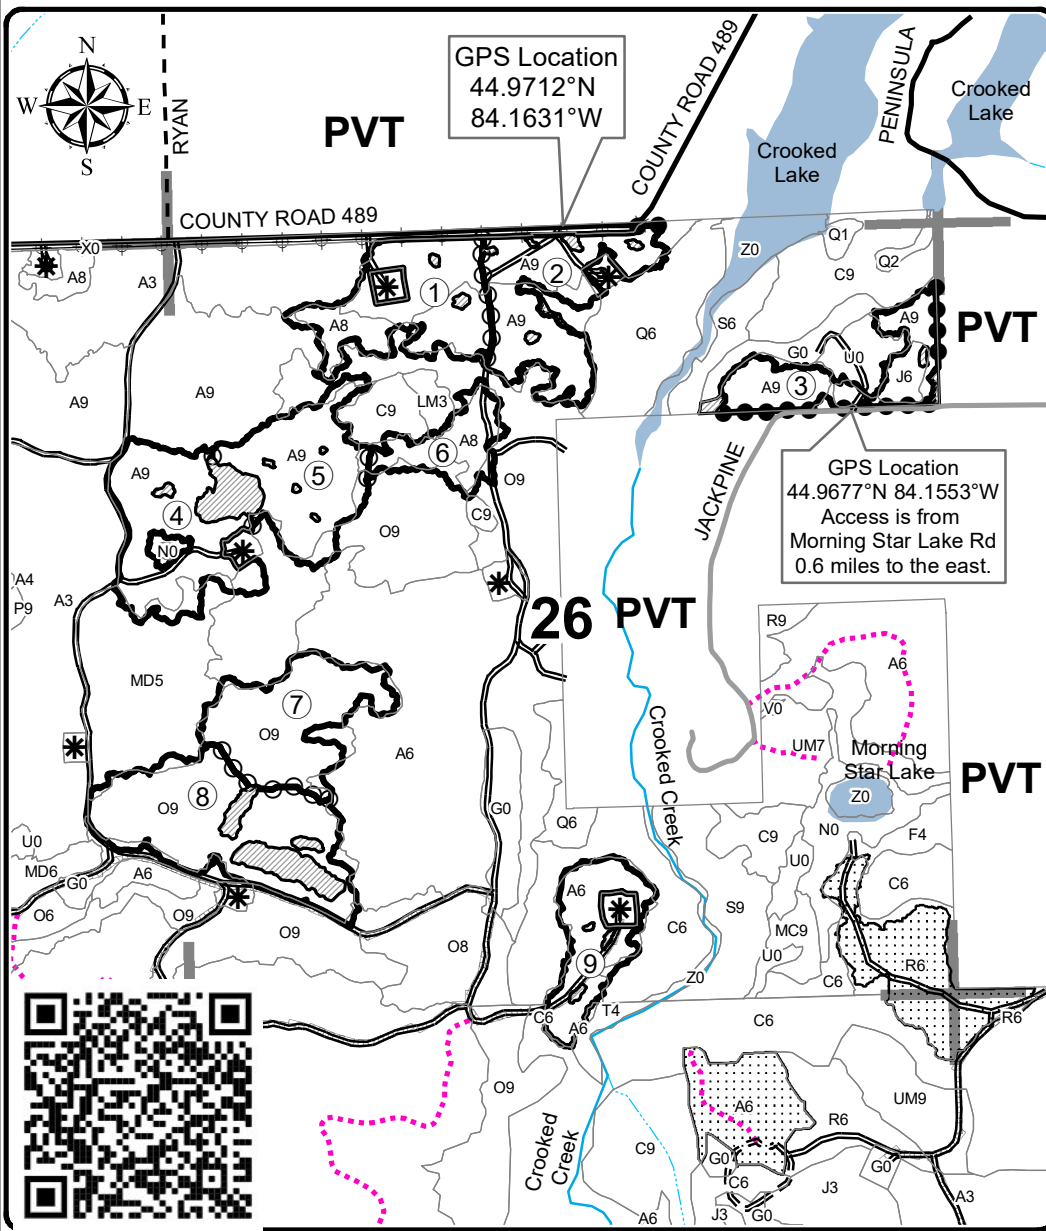 N
W
E
S
RYAN
PVT
GPS Location
44.9712°N
84.1631°W
COUNTY ROAD 489
PENINSULA
Crooked
Lake
Crooked
Lake
COUNTY ROAD 489
X0
A8
A3
A9
2
Z0
Q1
Q2
C9
1
A8
A9
Q6
S6
G0
U0
A9
PVT
A9
3
J6
A9
A9
C9
LM3
A8
6
A9
5
A9
4
N0
O9
O9
C9
JACKPINE
GPS Location
44.9677°N 84.1553°W
Access is from
Morning Star Lake Rd
0.6 miles to the east.
A4
P9
A3
26
PVT
R9
A6
MD5
7
O9
A6
V0
UM7
Morning
Star Lake
Z0
PVT
Crooked Creek
O9
8
G0
Q6
C9
N0
F4
U0
MD6
G0
A6
U0
C6
O6
O9
O9
O8
A6
9
C6
S9
MC9
U0
C6
R6
Z0
C6
T4
A6
C6
R6
O9
Crooked
Creek
C9
A6
A6
G0
C6
J3
G0
R6
UM9
G0
J3
A3